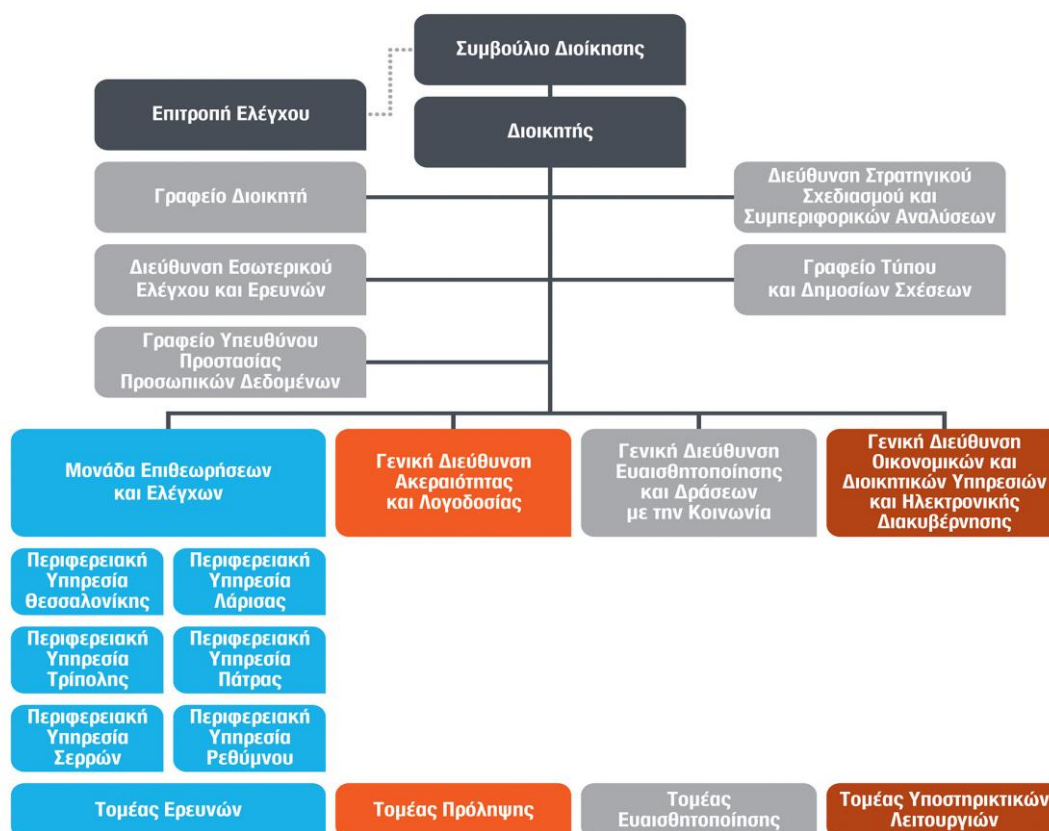 Συμβούλιο Διοίκησης
Επιτροπή Ελέγχου
Διοικητής
Γραφείο Διοικητή
Διεύθυνση Στρατηγικού
Σχεδιασμού και
Συμπεριφορικών Αναλύσεων
Διεύθυνση Εσωτερικού
Ελέγχου και Ερευνών
Γραφείο Τύπου
και Δημοσίων Σχέσεων
Γραφείο Υπευθύνου
Προστασίας
Προσωπικών Δεδομένων
Μονάδα Επιθεωρήσεων
και Ελέγχων
Γενική Διεύθυνση
Ακεραιότητας
και Λογοδοσίας
Γενική Διεύθυνση
Ευαισθητοποίησης
και Δράσεων
με την Κοινωνία
Γενική Διεύθυνση
Οικονομικών και
Διοικητικών Υπηρεσιών
και Ηλεκτρονικής
Διακυβέρνησης
Περιφερειακή
Υπηρεσία
Θεσσαλονίκης
Περιφερειακή
Υπηρεσία
Λάρισας
Περιφερειακή
Υπηρεσία
Τρίπολης
Περιφερειακή
Υπηρεσία
Πάτρας
Περιφερειακή
Υπηρεσία
Σερρών
Περιφερειακή
Υπηρεσία
Ρεθύμνου
Τομέας Ερευνών
Τομέας Πρόληψης
Τομέας
Ευαισθητοποίησης
Τομέας Υποστηρικτικών
Λειτουργιών